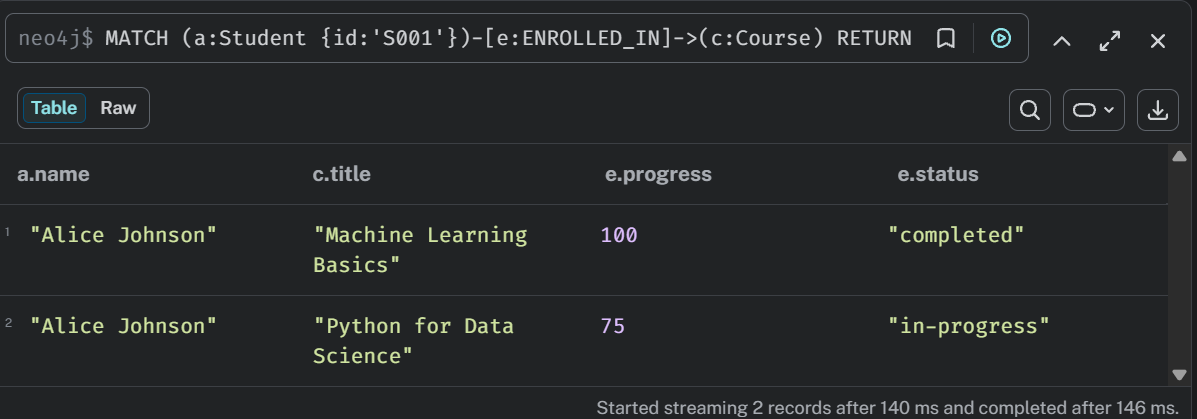 neo4j$ MATCH (a:Student {id:'S001'})-[e:ENROLLED_IN]->(c:Course) RETURN
Table Raw
a.name c.title e.progress e.status
1 "Alice Johnson" "Machine Learning 100 "completed"
Basics"
2 "Alice Johnson" "Python for Data 75 "in-progress"
Science"
Started streaming 2 records after 140 ms and completed after 146 ms.